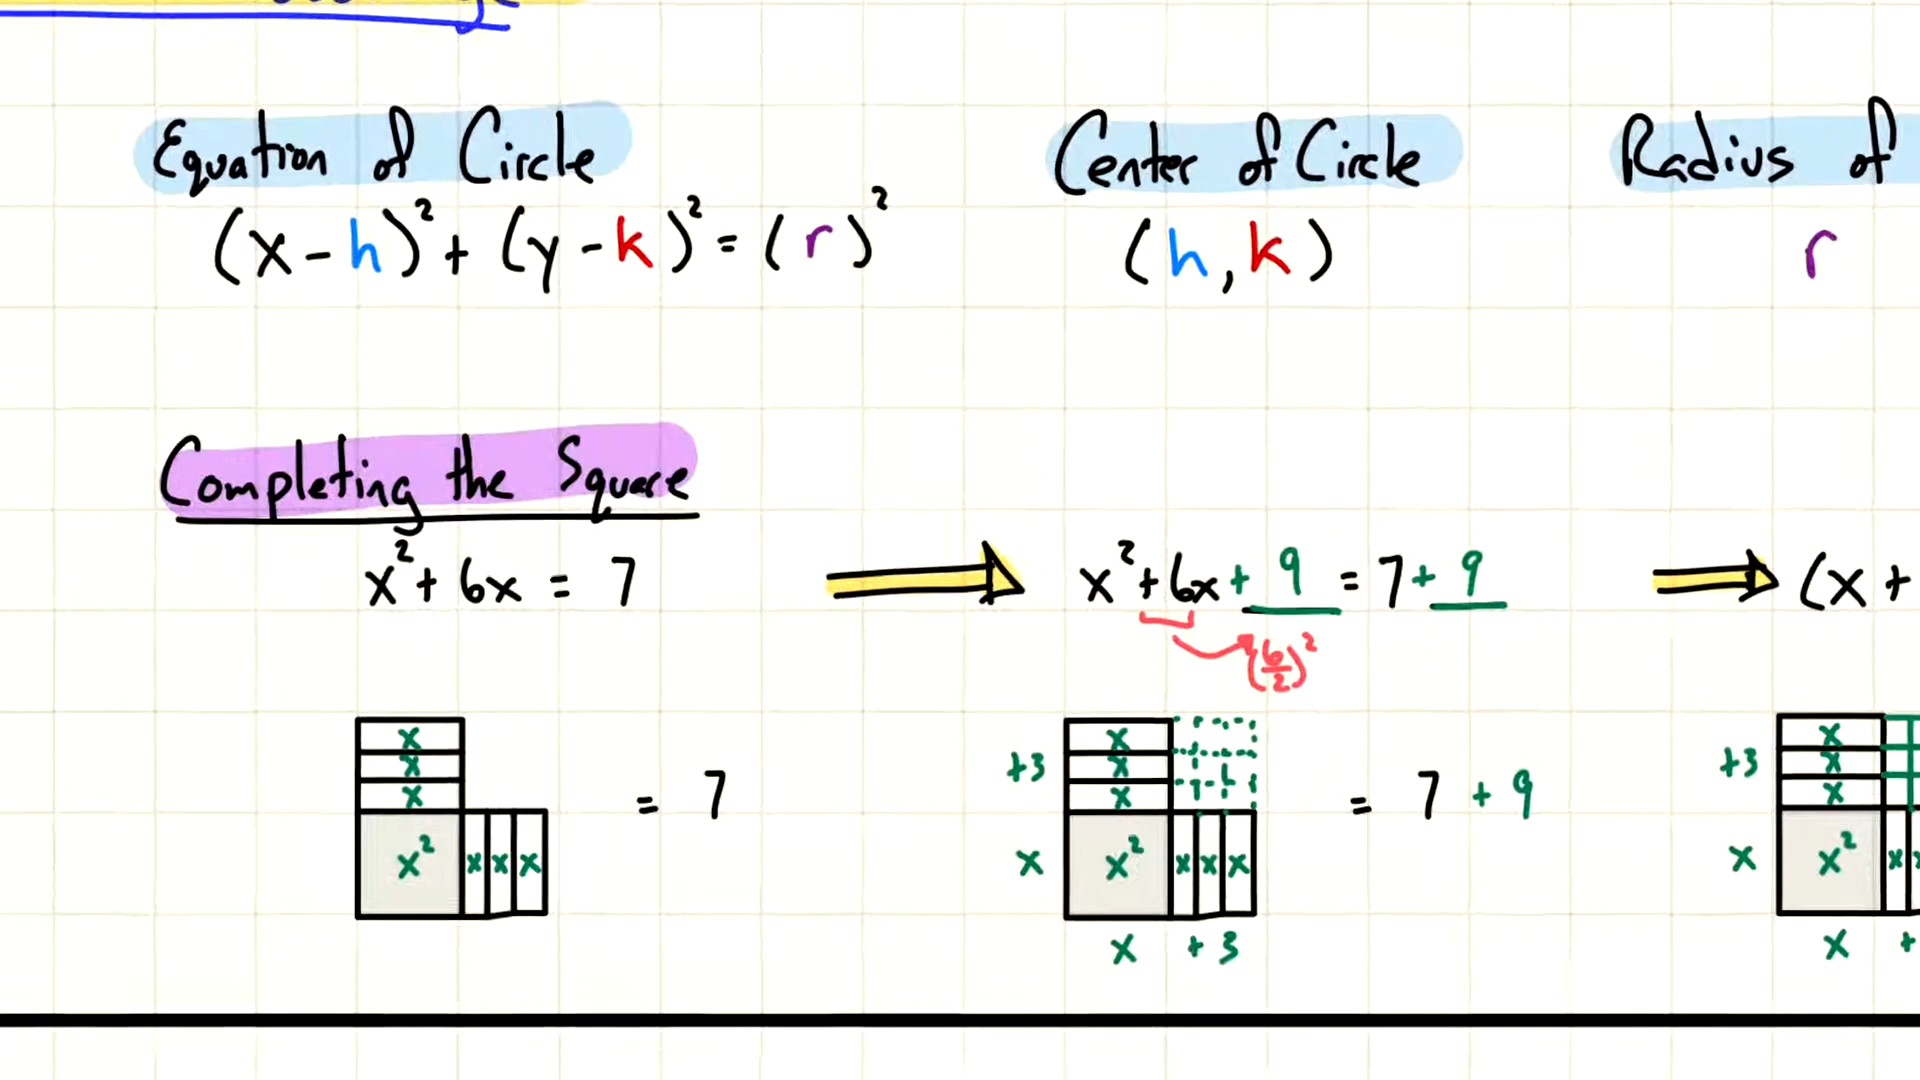 Equation of Circle
(x - h)² + (y - k)² = (r)²
Center of Circle
(h, k)
Radius of
r
Completing the Square
x² + 6x = 7
x² + 6x + 9 = 7 + 9
(6/2)²
(x +
x
x
x
x² x x x
= 7
+3
x
x
x
x
x² x x x
x + 3
= 7 + 9
+3
x
x
x
x
x² x
x +